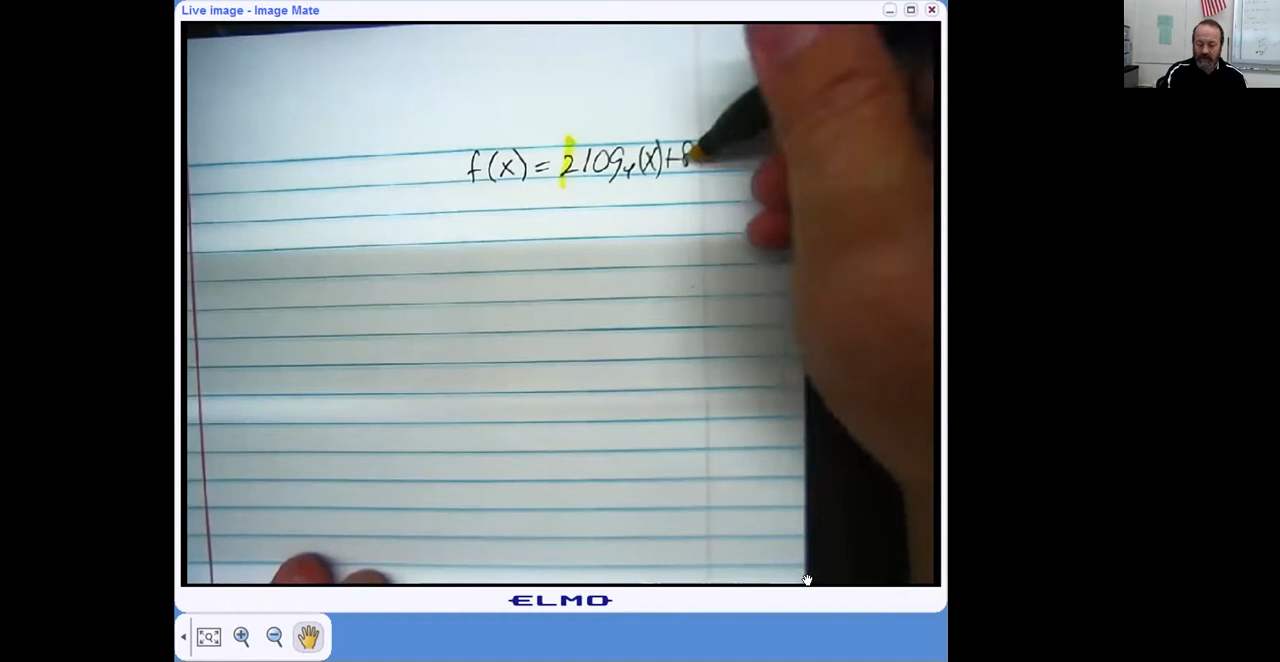 Live image - Image Mate
f(x) = 2log₄(x)+8
ELMO